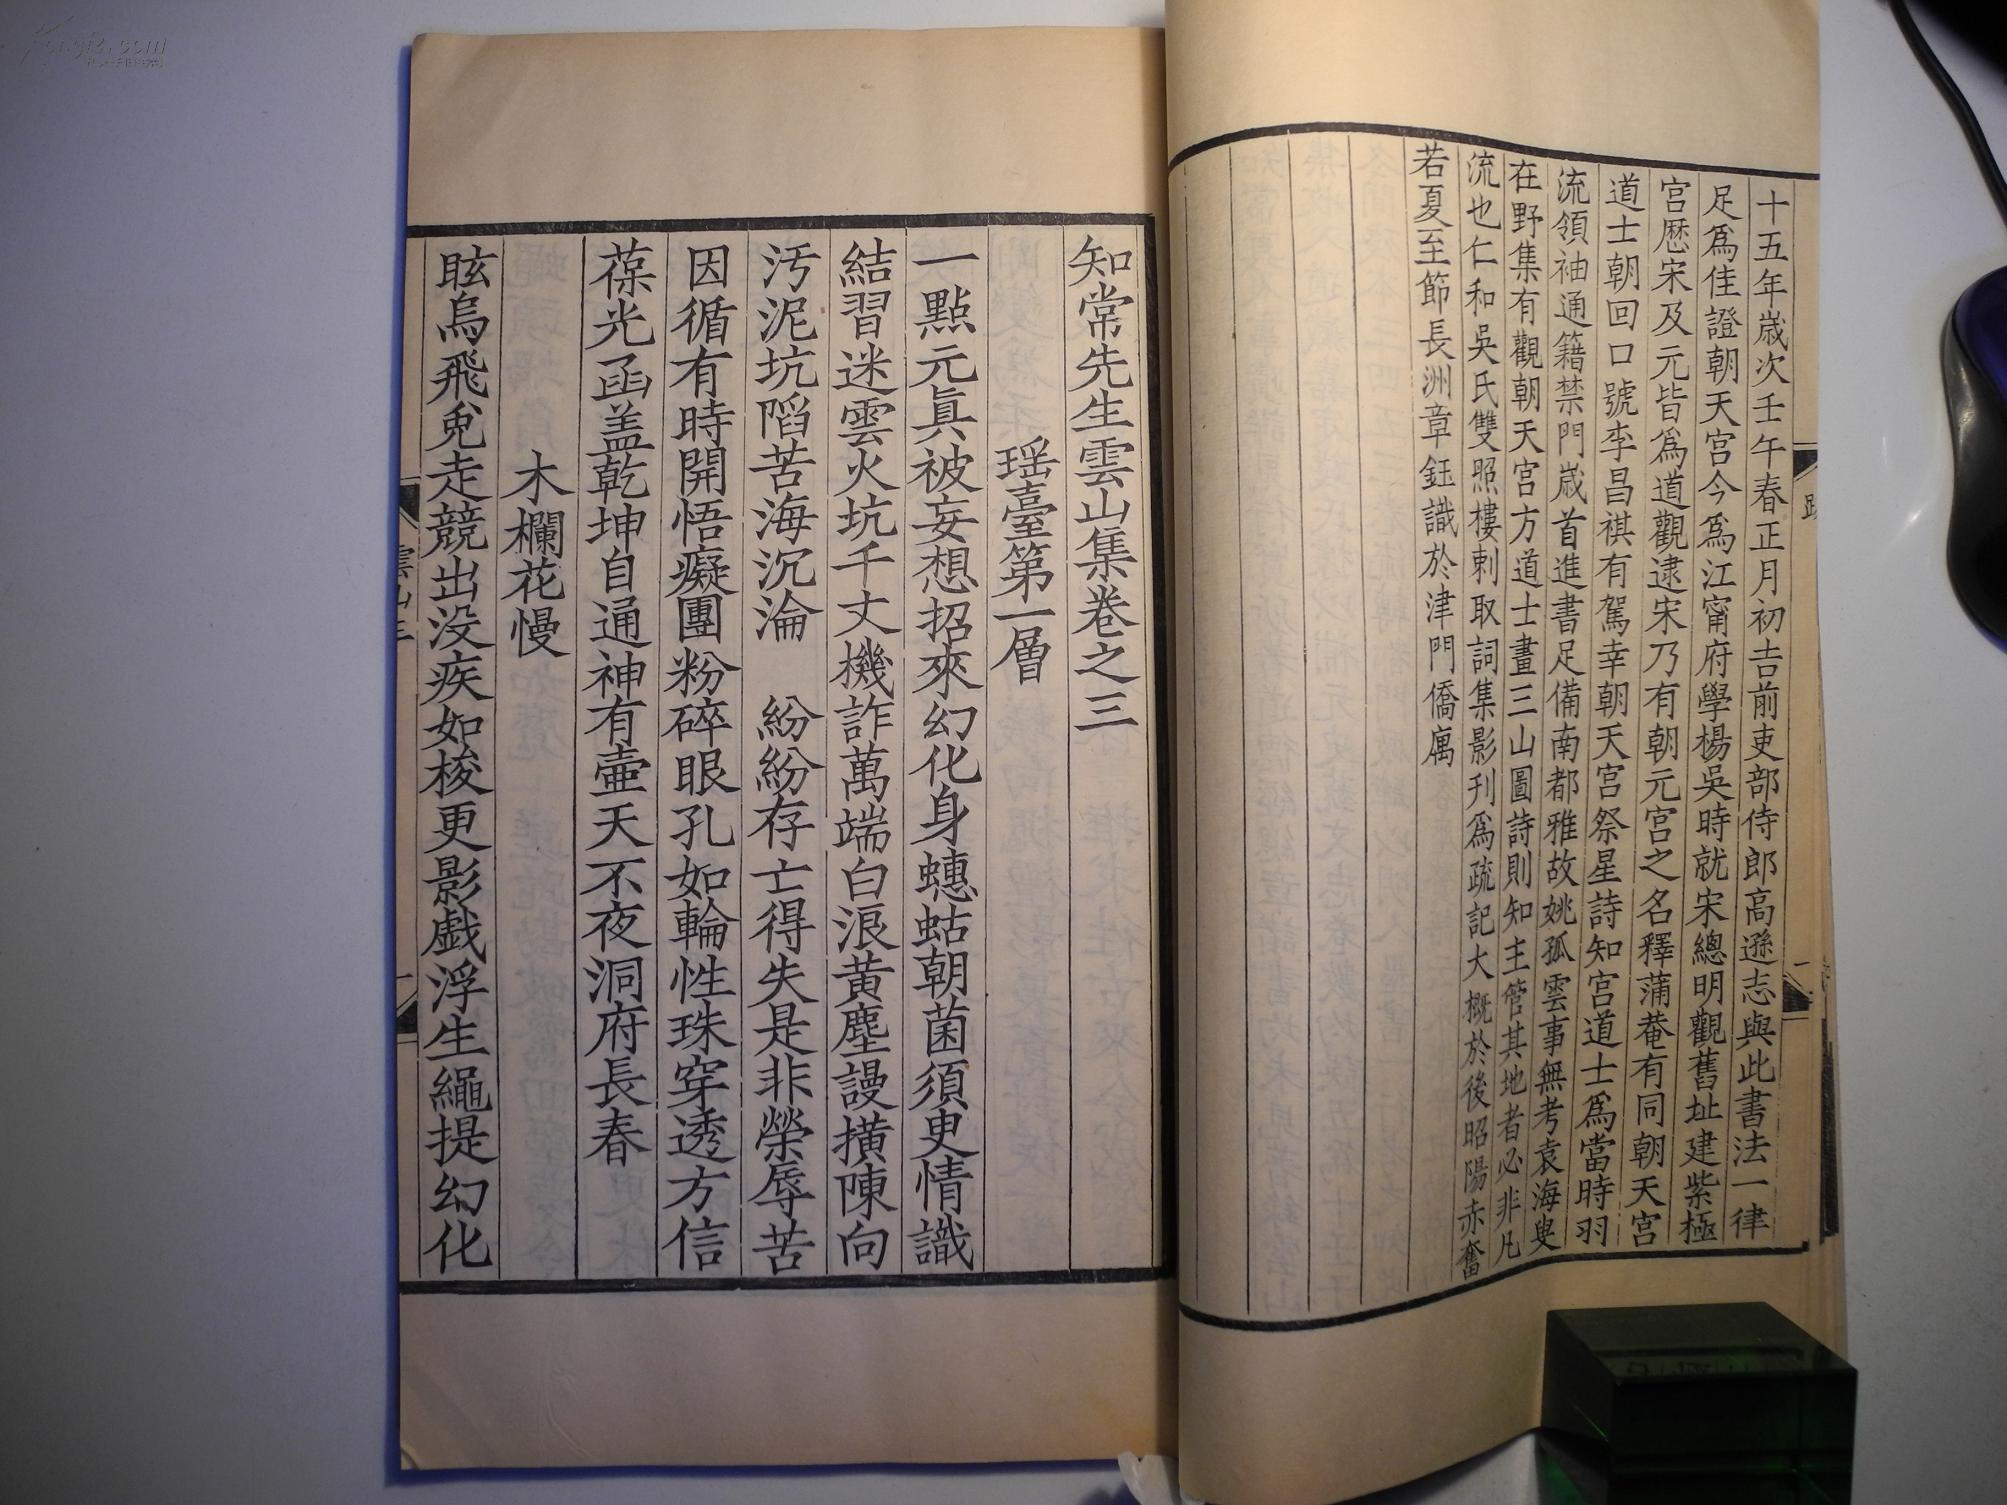 十五年歲次壬午春正月初吉前吏部侍郎高遜志與此書法一律
足爲佳證朝天宮今爲江甯府學楊吳時就宋總明觀舊址建紫極
宮歷宋及元皆爲道觀逮宋乃有朝元宮之名釋蒲菴有同朝天宮
道士朝回口號李昌祺有駕幸朝天宮祭星詩知宮道士爲當時羽
流領袖通籍禁門歲首進書足備南都雅故姚孤雲事無考袁海叟
在野集有觀朝天宮方道士畫三山圖詩則知主管其地者必非凡
流也仁和吳氏雙照樓刺取詞集影刊爲疏記大概於後昭陽赤奮
若夏至節長洲章鈺識於津門僑寓
知常先生雲山集卷之三
瑶臺第一層
一點元眞被妄想招來幻化身蟪蛄朝菌須更情識
結習迷雲火坑千丈機詐萬端白浪黃塵謾橫陳向
汚泥坑陷苦海沉淪　紛紛存亡得失是非榮辱苦
因循有時開悟癡團粉碎眼孔如輪性珠穿透方信
葆光函盖乾坤自通神有壷天不夜洞府長春
木欄花慢
眩烏飛兔走競出没疾如梭更影戲浮生繩提幻化
雲山三
一
一